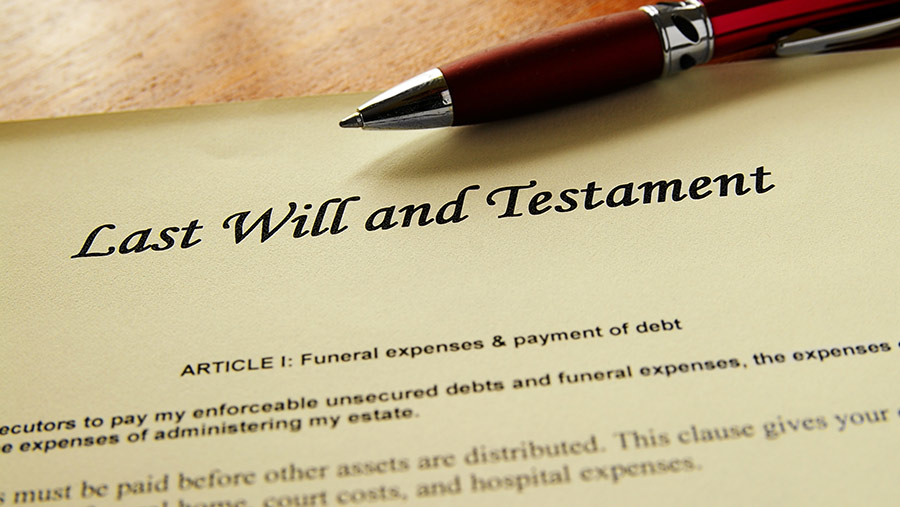 Last Will and Testament
ARTICLE I: Funeral expenses & payment of debt
ecutors to pay my enforceable unsecured debts and funeral expenses, the expenses
e expenses of administering my estate.
s must be paid before other assets are distributed. This clause gives your
home, court costs, and hospital expenses.